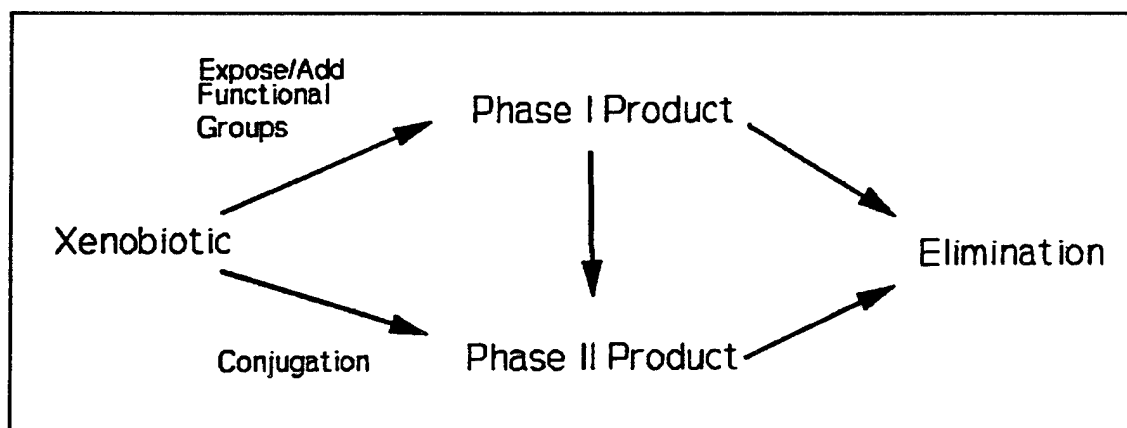 Expose/Add
Functional
Groups
Phase I Product
Xenobiotic
Elimination
Conjugation
Phase II Product